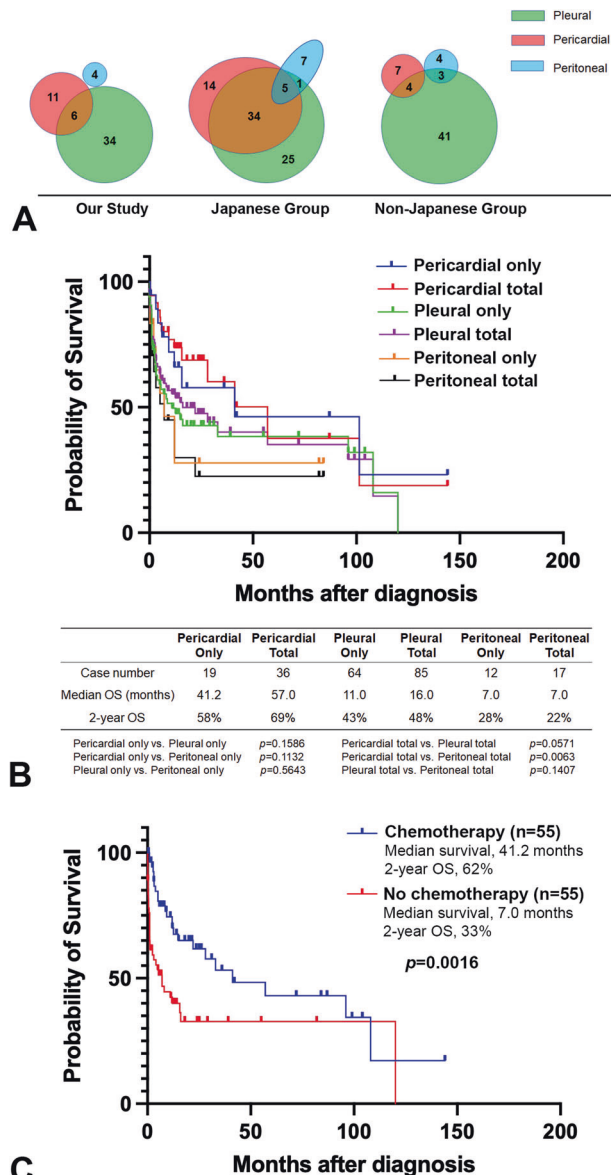 Pleural
Pericardial
Peritoneal
4
11
6
34
7
14
5
1
34
25
4
7
3
4
41
Our Study
Japanese Group
Non-Japanese Group
A
Probability of Survival
100
50
0
0
50
100
150
200
Months after diagnosis
Pericardial only
Pericardial total
Pleural only
Pleural total
Peritoneal only
Peritoneal total
Pericardial Only Pericardial Total Pleural Only Pleural Total Peritoneal Only Peritoneal Total
Case number 19 36 64 85 12 17
Median OS (months) 41.2 57.0 11.0 16.0 7.0 7.0
2-year OS 58% 69% 43% 48% 28% 22%
Pericardial only vs. Pleural only p=0.1586 Pericardial total vs. Pleural total p=0.0571
Pericardial only vs. Peritoneal only p=0.1132 Pericardial total vs. Peritoneal total p=0.0063
Pleural only vs. Peritoneal only p=0.5643 Pleural total vs. Peritoneal total p=0.1407
B
Probability of Survival
100
50
0
0
50
100
150
200
Months after diagnosis
Chemotherapy (n=55)
Median survival, 41.2 months
2-year OS, 62%
No chemotherapy (n=55)
Median survival, 7.0 months
2-year OS, 33%
p=0.0016
C